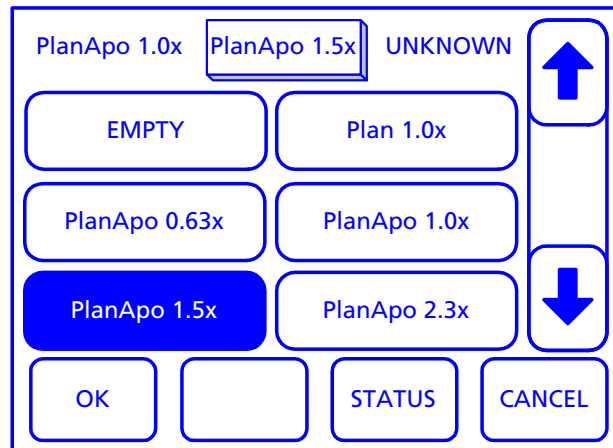 PlanApo 1.0x PlanApo 1.5x UNKNOWN
EMPTY Plan 1.0x
PlanApo 0.63x PlanApo 1.0x
PlanApo 1.5x PlanApo 2.3x
OK STATUS CANCEL